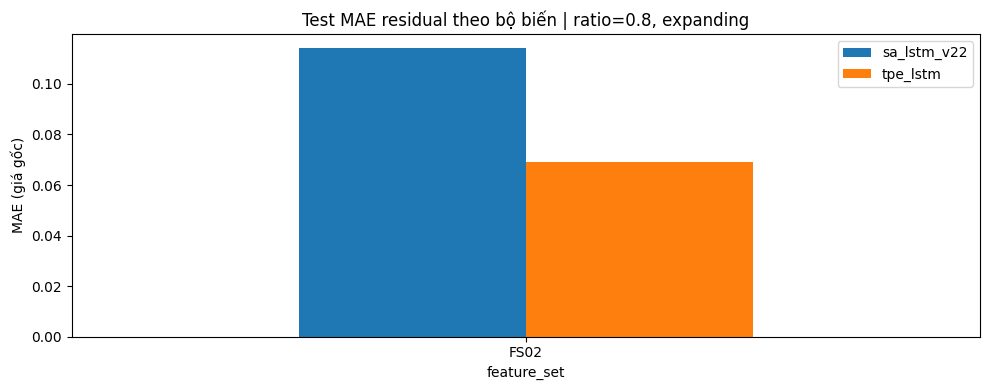 Test MAE residual theo bộ biến | ratio=0.8, expanding
sa_lstm_v22
tpe_lstm
0.10
0.08
0.06
0.04
0.02
0.00
MAE (giá gốc)
FS02
feature_set